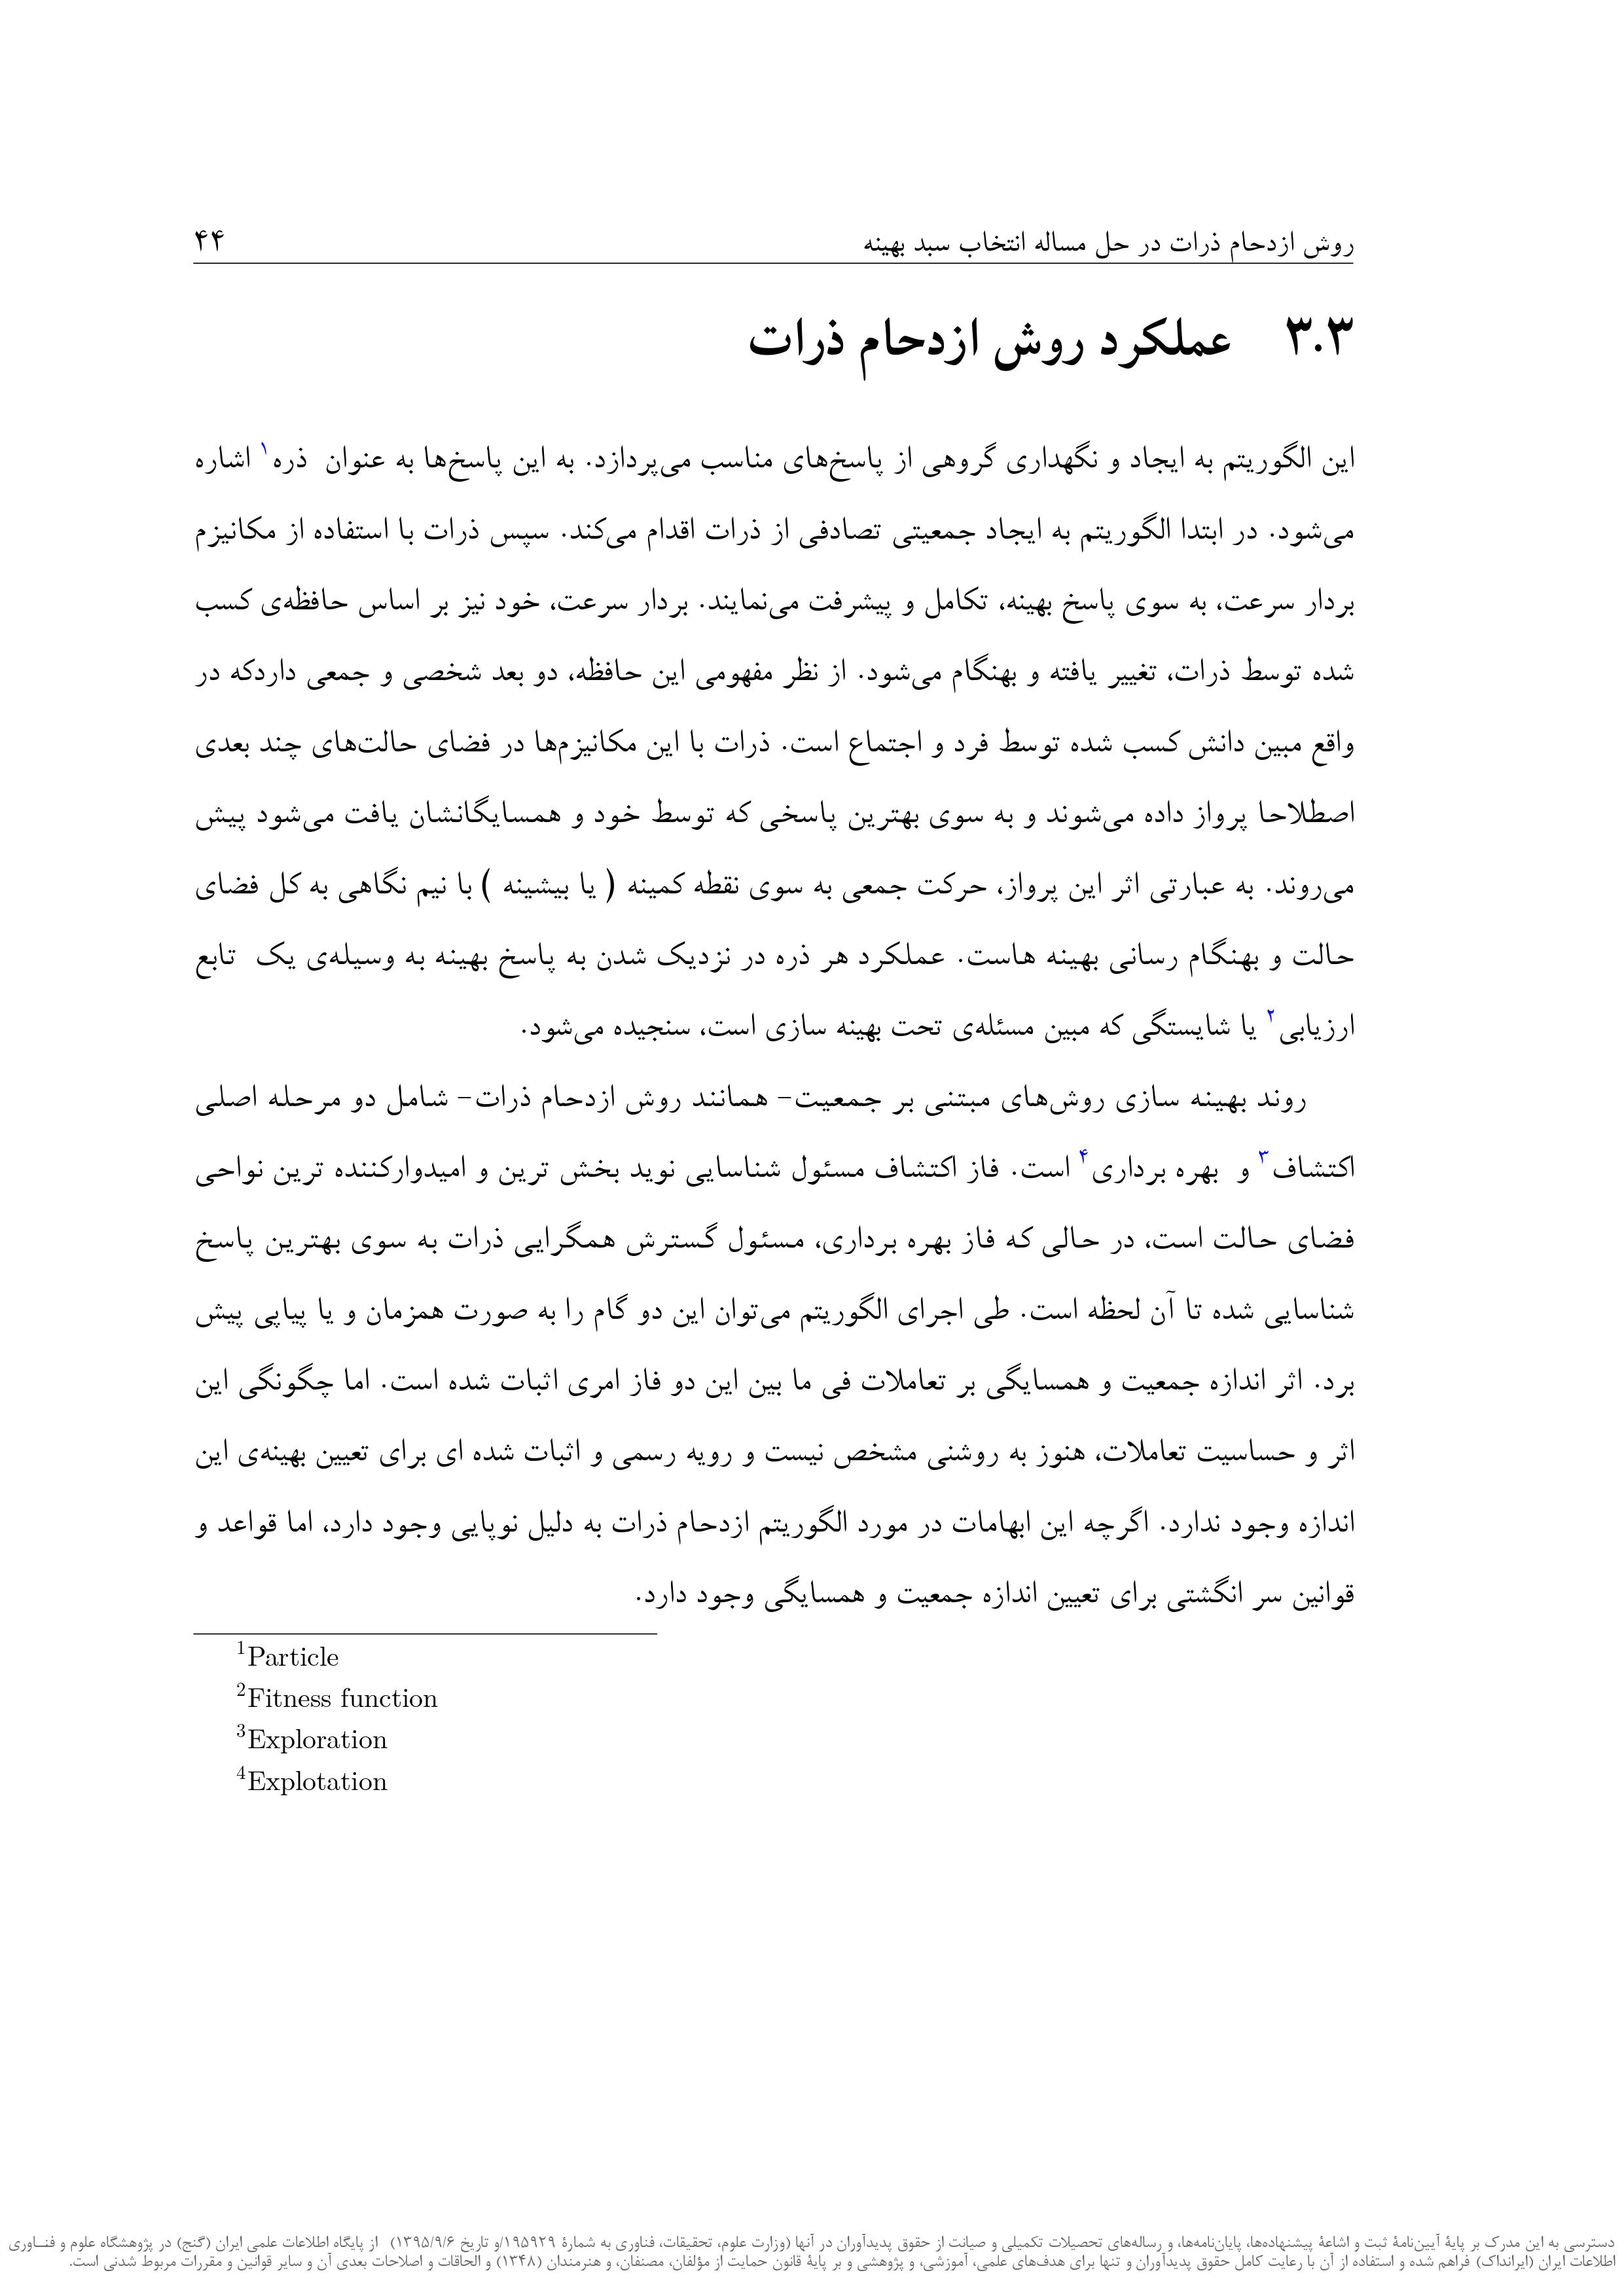 روش ازدحام ذرات در حل مساله انتخاب سبد بهینه ۴۴
۳.۳ عملکرد روش ازدحام ذرات
این الگوریتم به ایجاد و نگهداری گروهی از پاسخ‌های مناسب می‌پردازد. به این پاسخ‌ها به عنوان ذره۱ اشاره
می‌شود. در ابتدا الگوریتم به ایجاد جمعیتی تصادفی از ذرات اقدام می‌کند. سپس ذرات با استفاده از مکانیزم
بردار سرعت، به سوی پاسخ بهینه، تکامل و پیشرفت می‌نمایند. بردار سرعت، خود نیز بر اساس حافظه‌ی کسب
شده توسط ذرات، تغییر یافته و بهنگام می‌شود. از نظر مفهومی این حافظه، دو بعد شخصی و جمعی داردکه در
واقع مبین دانش کسب شده توسط فرد و اجتماع است. ذرات با این مکانیزم‌ها در فضای حالت‌های چند بعدی
اصطلاحا پرواز داده می‌شوند و به سوی بهترین پاسخی که توسط خود و همسایگانشان یافت می‌شود پیش
می‌روند. به عبارتی اثر این پرواز، حرکت جمعی به سوی نقطه کمینه ( یا بیشینه ) با نیم نگاهی به کل فضای
حالت و بهنگام رسانی بهینه هاست. عملکرد هر ذره در نزدیک شدن به پاسخ بهینه به وسیله‌ی یک تابع
ارزیابی۲ یا شایستگی که مبین مسئله‌ی تحت بهینه سازی است، سنجیده می‌شود.
روند بهینه سازی روش‌های مبتنی بر جمعیت- همانند روش ازدحام ذرات- شامل دو مرحله اصلی
اکتشاف۳ و بهره برداری۴ است. فاز اکتشاف مسئول شناسایی نوید بخش ترین و امیدوارکننده ترین نواحی
فضای حالت است، در حالی که فاز بهره برداری، مسئول گسترش همگرایی ذرات به سوی بهترین پاسخ
شناسایی شده تا آن لحظه است. طی اجرای الگوریتم می‌توان این دو گام را به صورت همزمان و یا پیاپی پیش
برد. اثر اندازه جمعیت و همسایگی بر تعاملات فی ما بین این دو فاز امری اثبات شده است. اما چگونگی این
اثر و حساسیت تعاملات، هنوز به روشنی مشخص نیست و رویه رسمی و اثبات شده ای برای تعیین بهینه‌ی این
اندازه وجود ندارد. اگرچه این ابهامات در مورد الگوریتم ازدحام ذرات به دلیل نوپایی وجود دارد، اما قواعد و
قوانین سر انگشتی برای تعیین اندازه جمعیت و همسایگی وجود دارد.
1Particle
2Fitness function
3Exploration
4Explotation
دسترسی به این مدرک بر پایهٔ آیین‌نامهٔ ثبت و اشاعهٔ پیشنهاده‌ها، پایان‌نامه‌ها، و رساله‌های تحصیلات تکمیلی و صیانت از حقوق پدیدآوران در آنها (وزارت علوم، تحقیقات، فناوری به شمارهٔ ۱۹۵۹۲۹/و تاریخ ۱۳۹۵/۹/۶) از پایگاه اطلاعات علمی ایران (گنج) در پژوهشگاه علوم و فنــاوری
اطلاعات ایران (ایرانداک) فراهم شده و استفاده از آن با رعایت کامل حقوق پدیدآوران و تنها برای هدف‌های علمی، آموزشی، و پژوهشی و بر پایهٔ قانون حمایت از مؤلفان، مصنفان، و هنرمندان (۱۳۴۸) و الحاقات و اصلاحات بعدی آن و سایر قوانین و مقررات مربوط شدنی است.